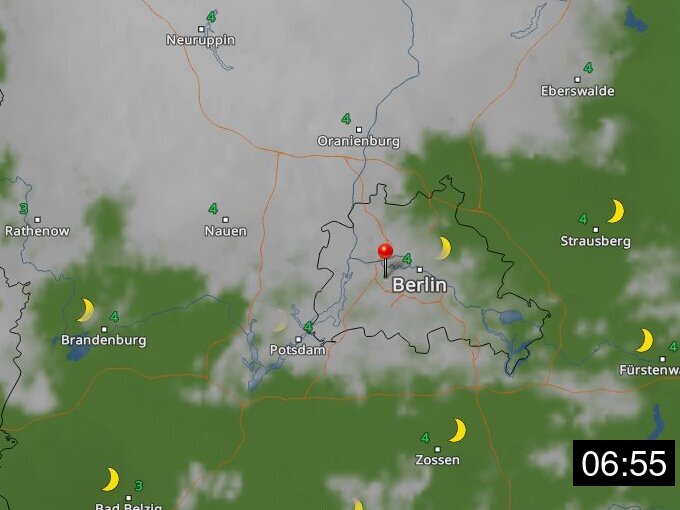 4
Neuruppin
4
Eberswalde
4
Oranienburg
3
Rathenow
4
Nauen
4
Strausberg
4
Berlin
4
Brandenburg
4
Potsdam
4
Fürstenwa
4
Zossen
06:55
3
Bad Belzig